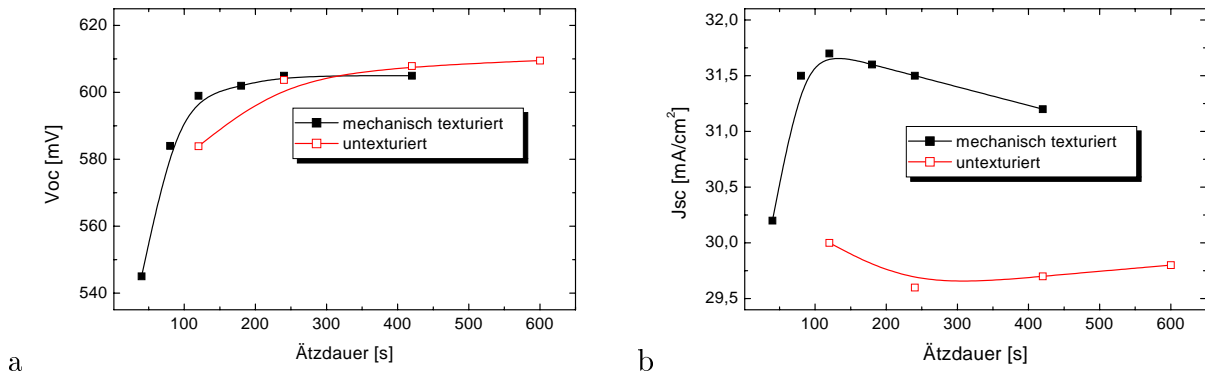 620
600
580
560
540
Voc [mV]
mechanisch texturiert
untexturiert
100 200 300 400 500 600
Ätzdauer [s]
a
32,0
31,5
31,0
30,5
30,0
29,5
Jsc [mA/cm²]
mechanisch texturiert
untexturiert
100 200 300 400 500 600
Ätzdauer [s]
b